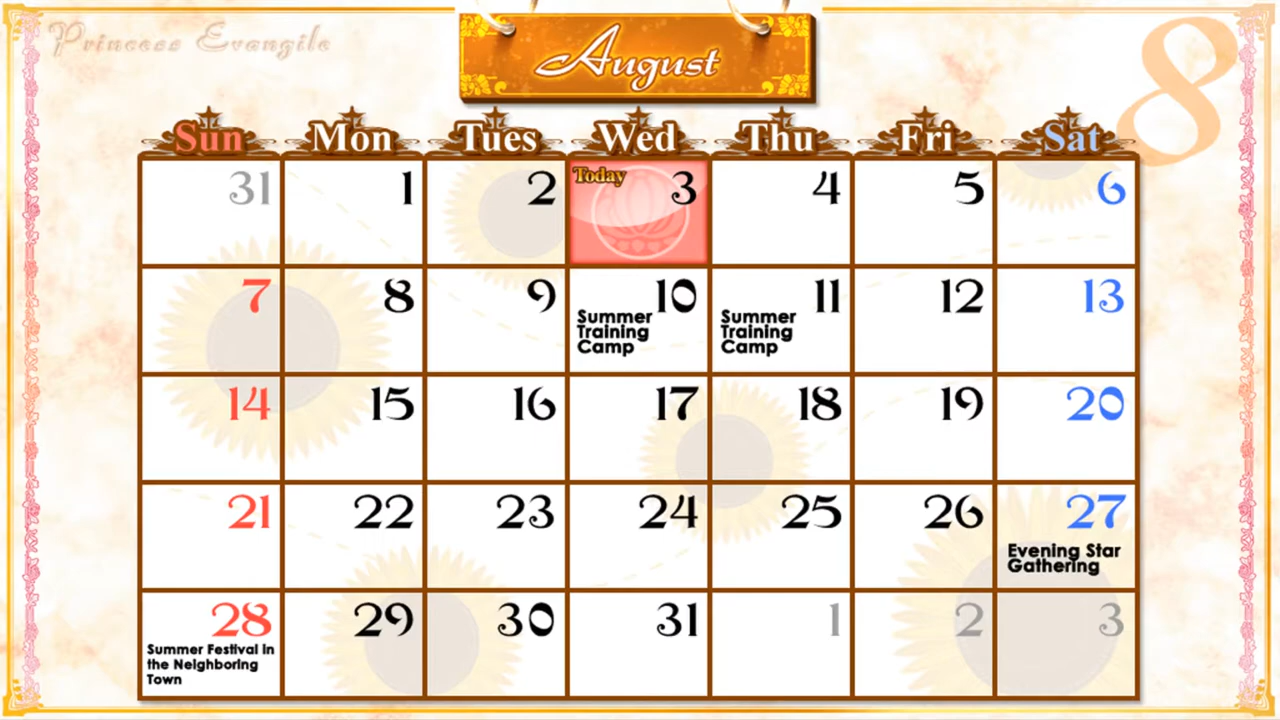 Princess Evangile
August
8
Sun Mon Tues Wed Thu Fri Sat
31 1 2 Today 3 4 5 6
7 8 9 10 11 12 13
Summer Summer
Training Training
Camp Camp
14 15 16 17 18 19 20
21 22 23 24 25 26 27
Evening Star
Gathering
28 29 30 31 1 2 3
Summer Festival in
the Neighboring
Town